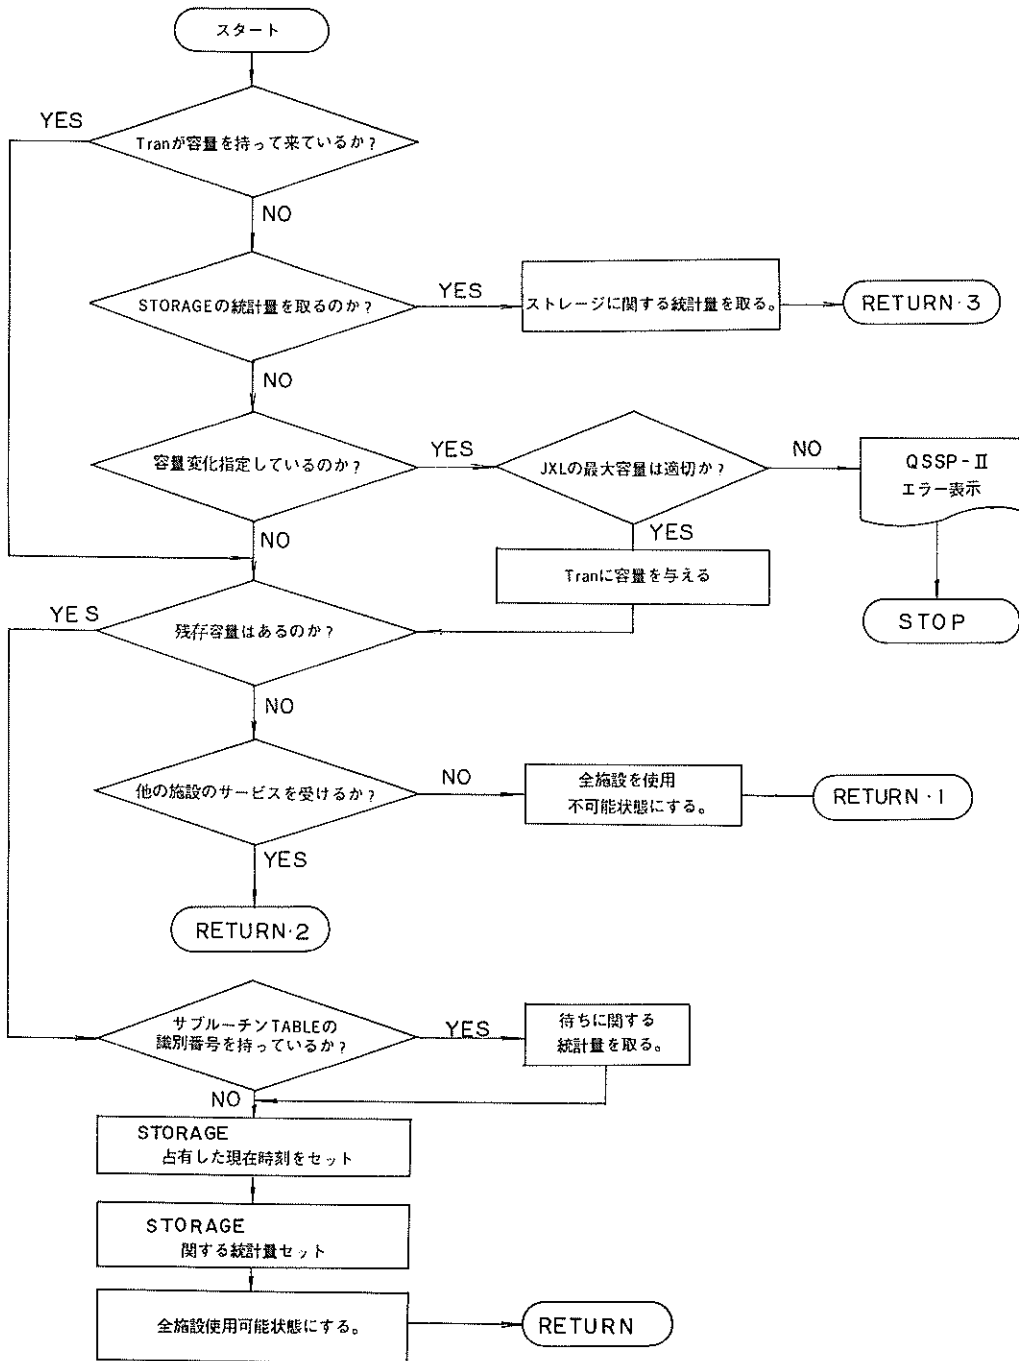 スタート
YES
Tranが容量を持って来ているか?
NO
STORAGEの統計量を取るのか?
YES
ストレージに関する統計量を取る。
RETURN・3
NO
容量変化指定しているのか?
YES
JXLの最大容量は適切か?
NO
QSSP-II
エラー表示
NO
YES
Tranに容量を与える
STOP
YES
残存容量はあるのか?
NO
他の施設のサービスを受けるか?
NO
全施設を使用
不可能状態にする。
RETURN・1
YES
RETURN・2
サブルーチンTABLEの
識別番号を持っているか?
YES
待ちに関する
統計量を取る。
NO
STORAGE
占有した現在時刻をセット
STORAGE
関する統計量セット
全施設使用可能状態にする。
RETURN